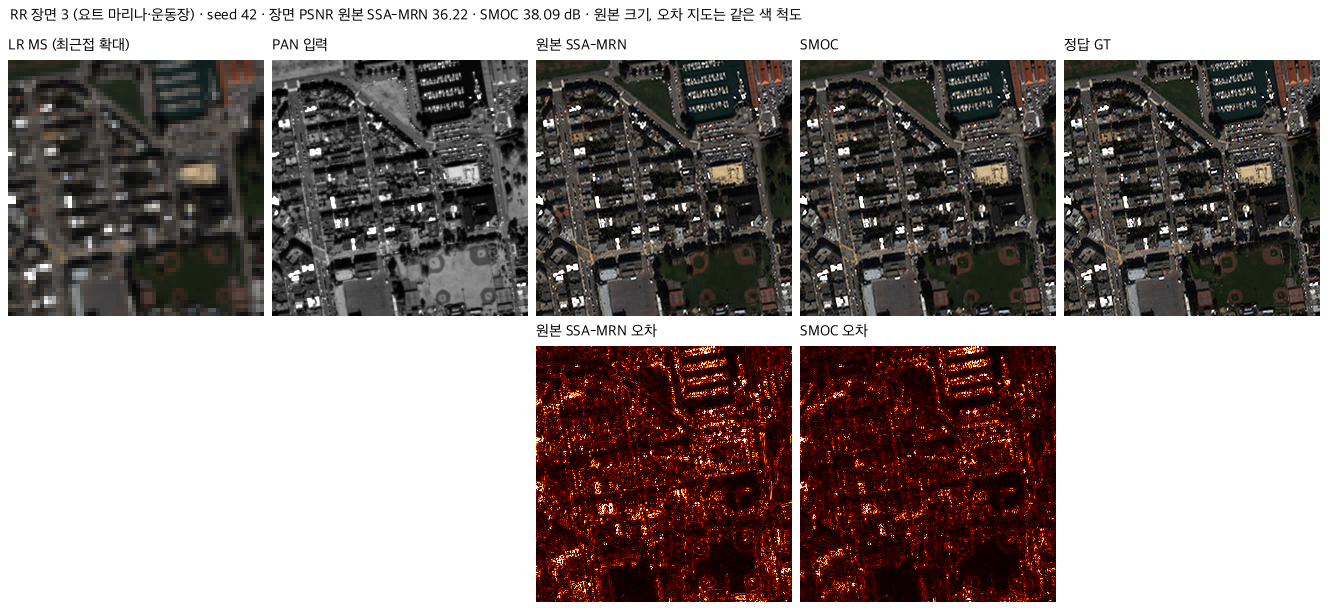 RR 장면 3 (요트 마리나·운동장) · seed 42 · 장면 PSNR 원본 SSA-MRN 36.22 · SMOC 38.09 dB · 원본 크기, 오차 지도는 같은 색 척도
LR MS (최근접 확대)
PAN 입력
원본 SSA-MRN
SMOC
정답 GT
원본 SSA-MRN 오차
SMOC 오차